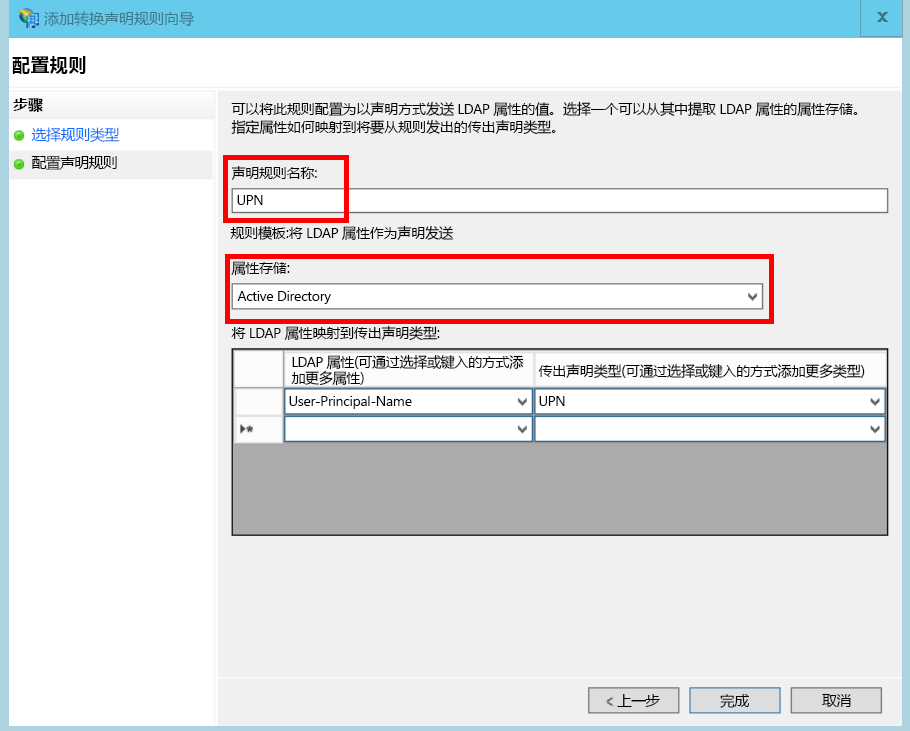 添加转换声明规则向导
X
配置规则
步骤
选择规则类型
配置声明规则
可以将此规则配置为以声明方式发送 LDAP 属性的值。选择一个可以从其中提取 LDAP 属性的属性存储。
指定属性如何映射到将要从规则发出的传出声明类型。
声明规则名称:
UPN
规则模板:将 LDAP 属性作为声明发送
属性存储:
Active Directory
将 LDAP 属性映射到传出声明类型:
LDAP 属性(可通过选择或键入的方式添
加更多属性)
传出声明类型(可通过选择或键入的方式添加更多类型)
User-Principal-Name
UPN
< 上一步
完成
取消